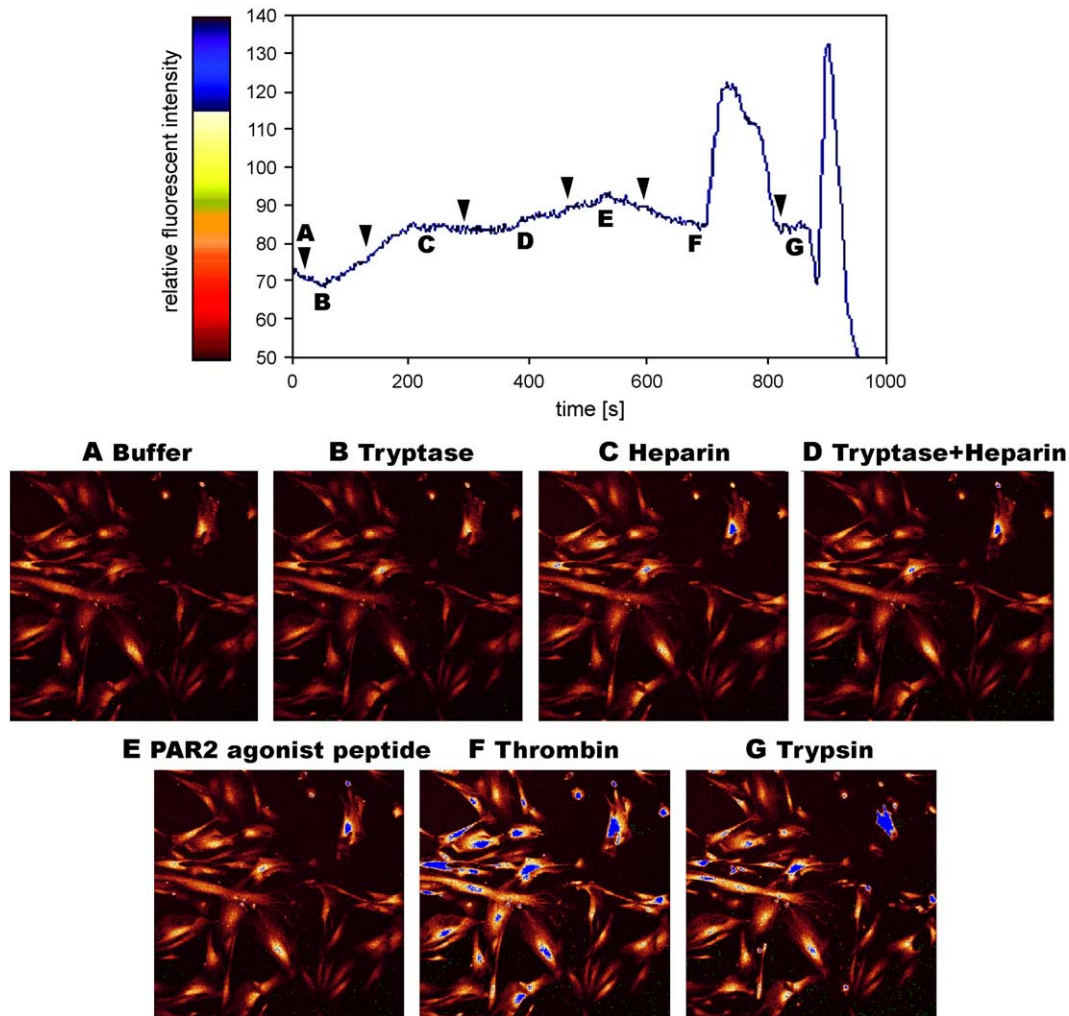 140
130
120
110
100
90
80
70
60
50
relative fluorescent intensity
A
B
C
D
E
F
G
0 200 400 600 800 1000
time [s]
A Buffer
B Tryptase
C Heparin
D Tryptase+Heparin
E PAR2 agonist peptide
F Thrombin
G Trypsin